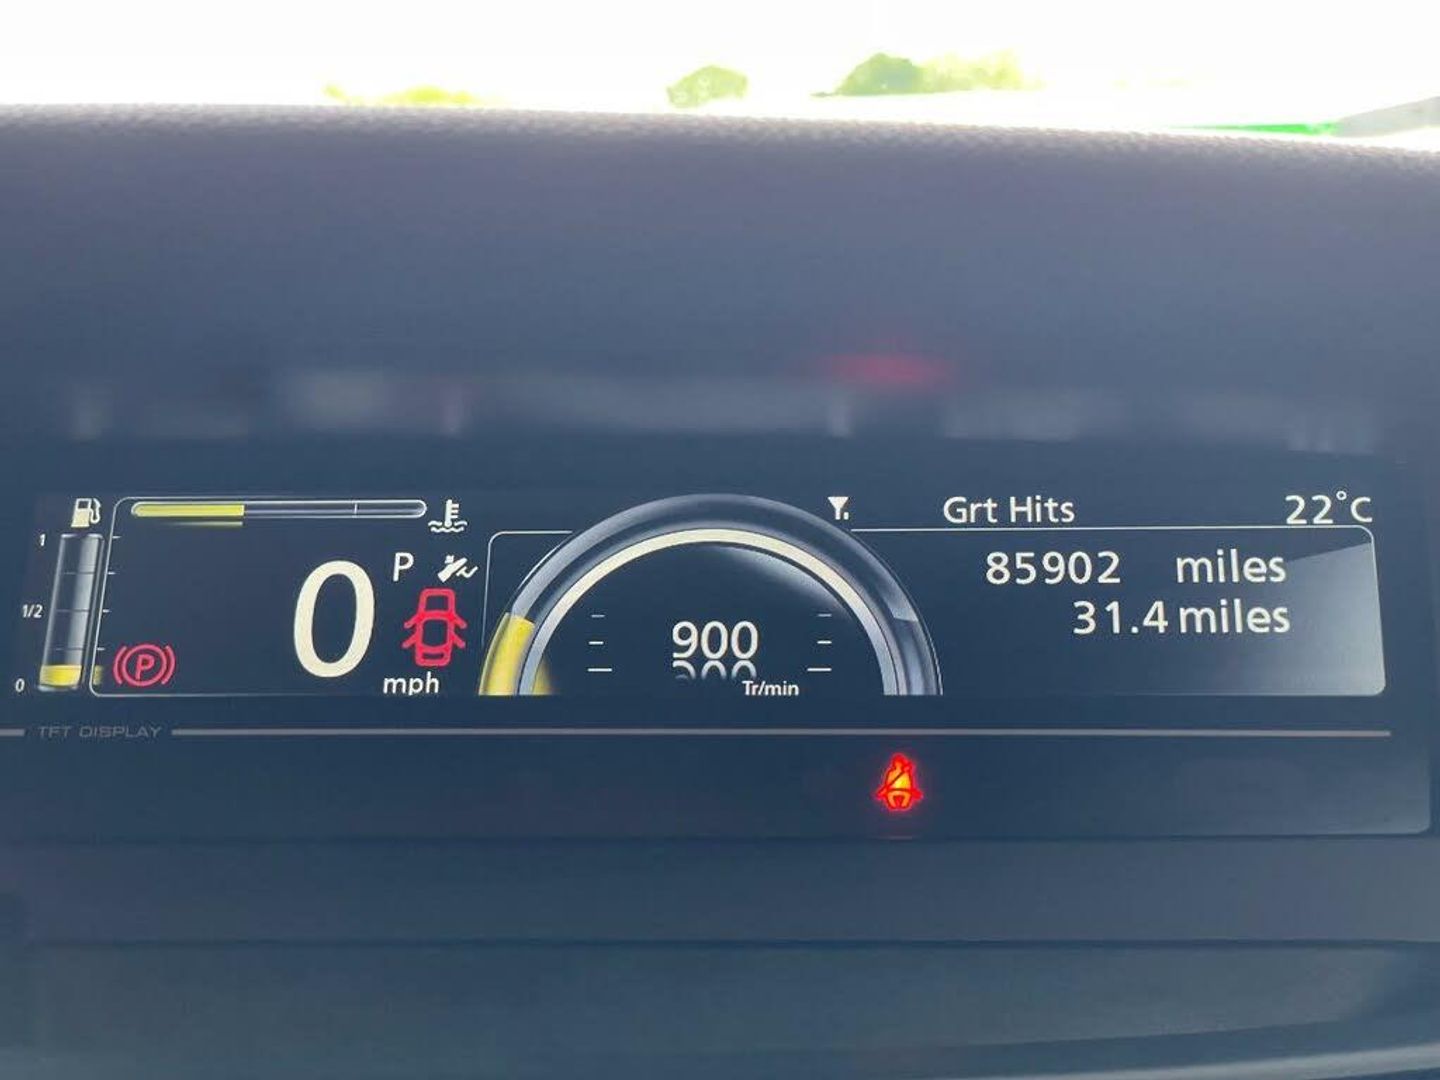 Grt Hits 22°C
1
P
85902 miles
1/2
0
31.4 miles
900
P
0
mph
Tr/min
TFT DISPLAY